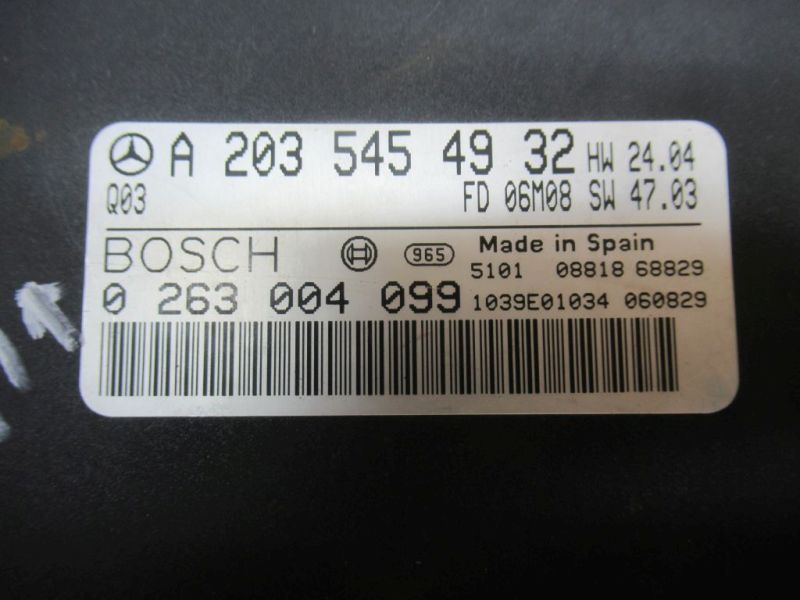 A 203 545 49 32 HW 24.04
Q03 FD 06M08 SW 47.03
BOSCH 965 Made in Spain
5101 08818 68829
0 263 004 099 1039E01034 060829